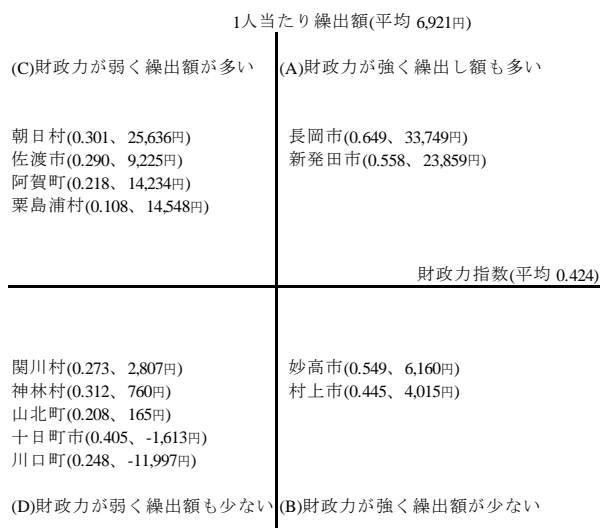 1人当たり繰出額(平均 6,921円)
(C)財政力が弱く繰出額が多い
(A)財政力が強く繰出し額も多い
朝日村(0.301、 25,636円)
佐渡市(0.290、 9,225円)
阿賀町(0.218、 14,234円)
粟島浦村(0.108、 14,548円)
長岡市(0.649、 33,749円)
新発田市(0.558、 23,859円)
財政力指数(平均 0.424)
関川村(0.273、 2,807円)
神林村(0.312、 760円)
山北町(0.208、 165円)
十日町市(0.405、 -1,613円)
川口町(0.248、 -11,997円)
妙高市(0.549、 6,160円)
村上市(0.445、 4,015円)
(D)財政力が弱く繰出額も少ない
(B)財政力が強く繰出額が少ない